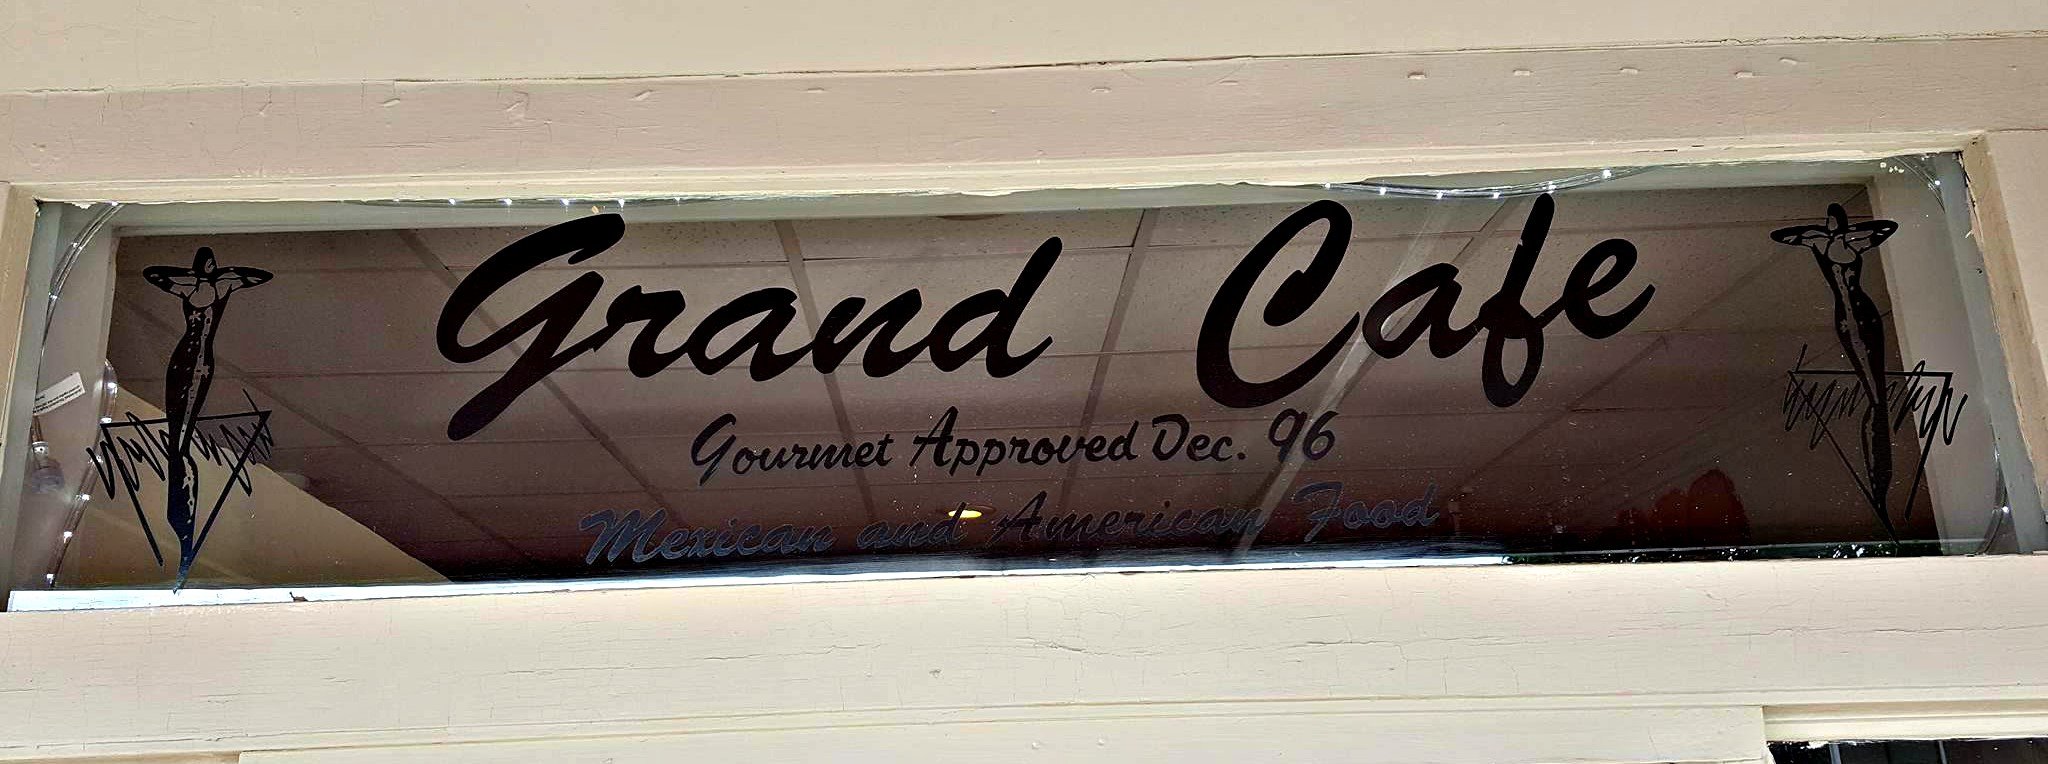 Grand Cafe
Gourmet Approved Dec. 96
Mexican and American Food